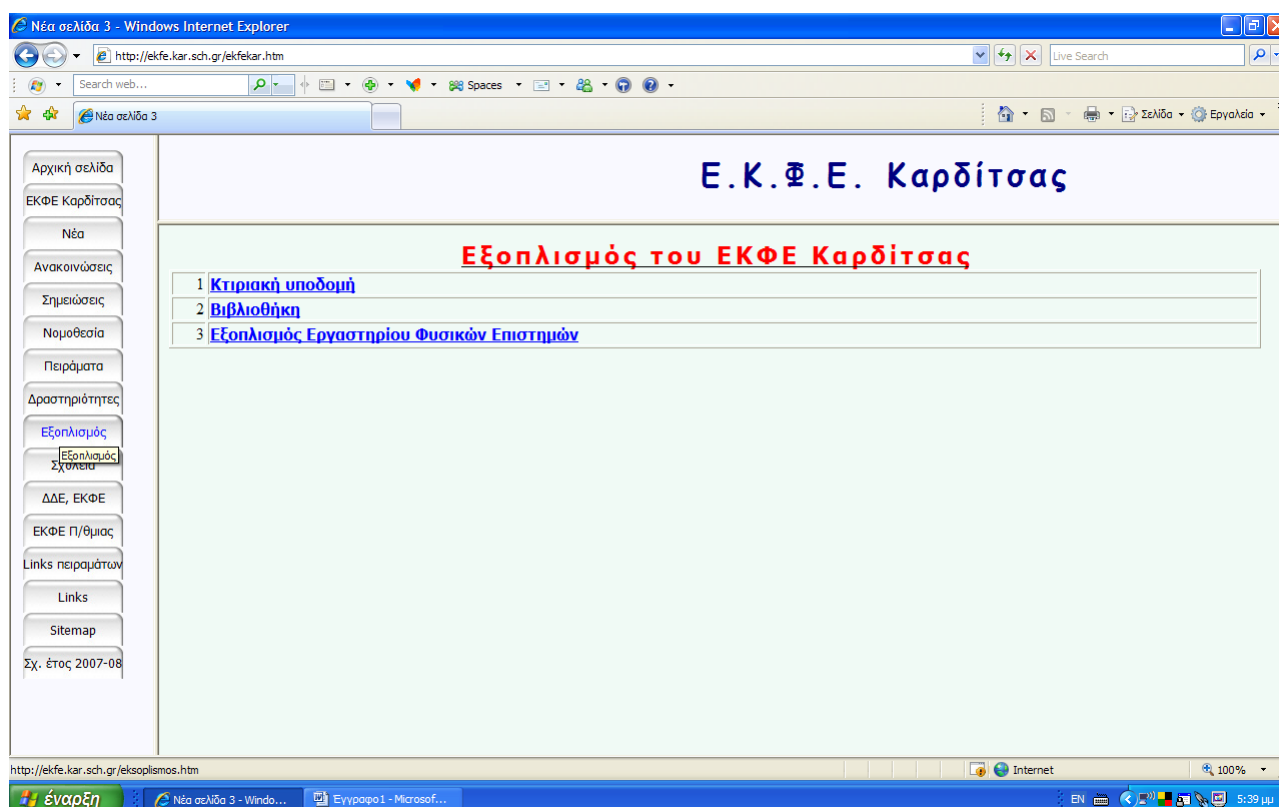 Νέα σελίδα 3 - Windows Internet Explorer
http://ekfe.kar.sch.gr/ekfekar.htm
Live Search
Search web...
Spaces
Νέα σελίδα 3
Σελίδα
Εργαλεία
Αρχική σελίδα
ΕΚΦΕ Καρδίτσας
Νέα
Ανακοινώσεις
Σημειώσεις
Νομοθεσία
Πειράματα
Δραστηριότητες
Εξοπλισμός
Εξοπλισμός
Σχολεία
ΔΔΕ, ΕΚΦΕ
ΕΚΦΕ Π/θμιας
Links πειραμάτων
Links
Sitemap
Σχ. έτος 2007-08
Ε.Κ.Φ.Ε. Καρδίτσας
Εξοπλισμός του ΕΚΦΕ Καρδίτσας
1 Κτιριακή υποδομή
2 Βιβλιοθήκη
3 Εξοπλισμός Εργαστηρίου Φυσικών Επιστημών
http://ekfe.kar.sch.gr/eksoplismos.htm
Internet
100%
έναρξη
Νέα σελίδα 3 - Windo...
Έγγραφο1 - Microsof...
EN
5:39 μμ